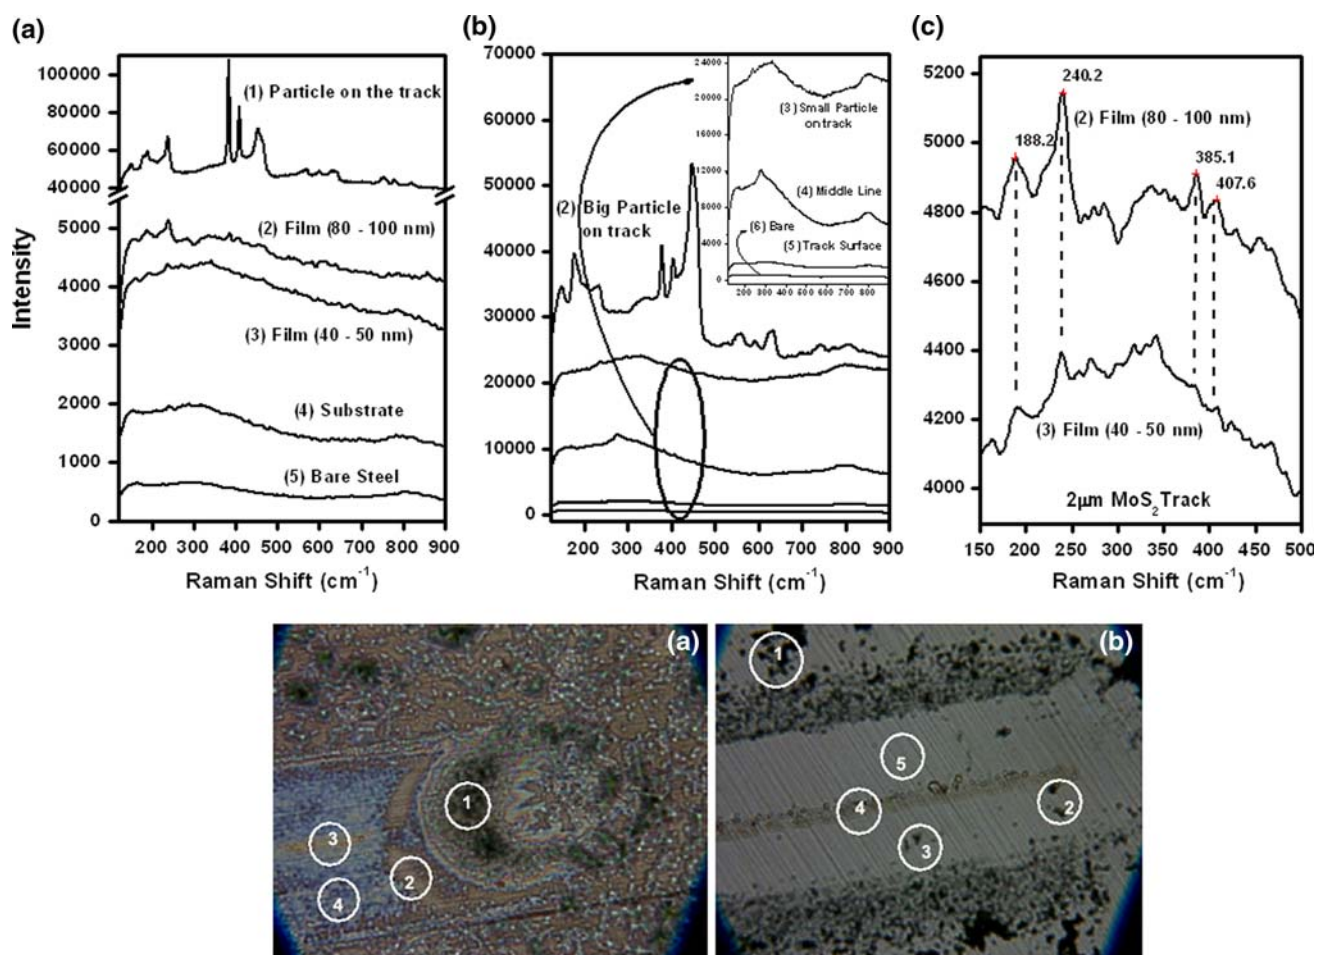 (a)
100000
80000
60000
40000
5000
4000
3000
2000
1000
0
Intensity
(1) Particle on the track
(2) Film (80 - 100 nm)
(3) Film (40 - 50 nm)
(4) Substrate
(5) Bare Steel
200 300 400 500 600 700 800 900
Raman Shift (cm-1)
(b)
70000
60000
50000
40000
30000
20000
10000
0
(2) Big Particle
on track
24000
20000
16000
12000
8000
4000
0
(3) Small Particle
on track
(4) Middle Line
(6) Bare
(5) Track Surface
200 300 400 500 600 700 800
200 300 400 500 600 700 800 900
Raman Shift (cm-1)
(c)
5200
5000
4800
4600
4400
4200
4000
240.2
188.2
(2) Film (80 - 100 nm)
385.1
407.6
(3) Film (40 - 50 nm)
2μm MoS2 Track
150 200 250 300 350 400 450 500
Raman Shift (cm-1)
(a)
1
3
2
4
(b)
1
5
4
2
3